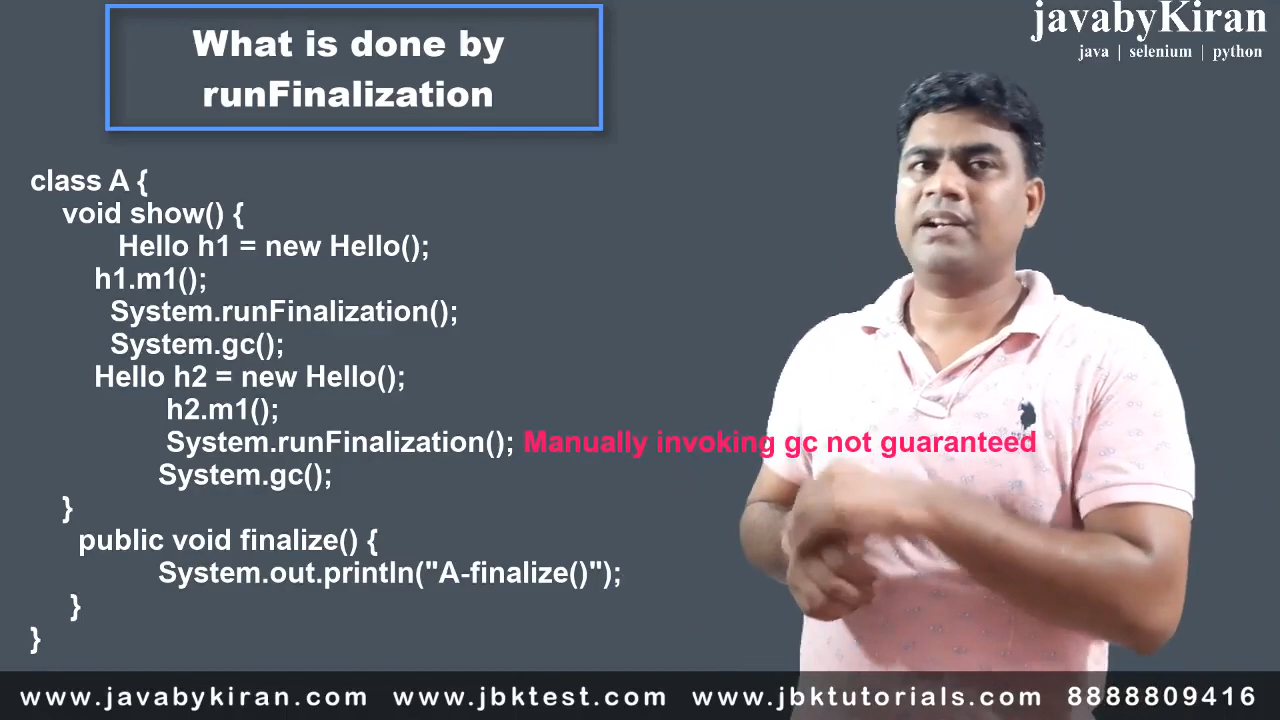 What is done by
runFinalization
javabyKiran
java | selenium | python
class A {
void show() {
Hello h1 = new Hello();
h1.m1();
System.runFinalization();
System.gc();
Hello h2 = new Hello();
h2.m1();
System.runFinalization(); Manually invoking gc not guaranteed
System.gc();
}
public void finalize() {
System.out.println("A-finalize()");
}
}
www.javabykiran.com www.jbktest.com www.jbktutorials.com 8888809416